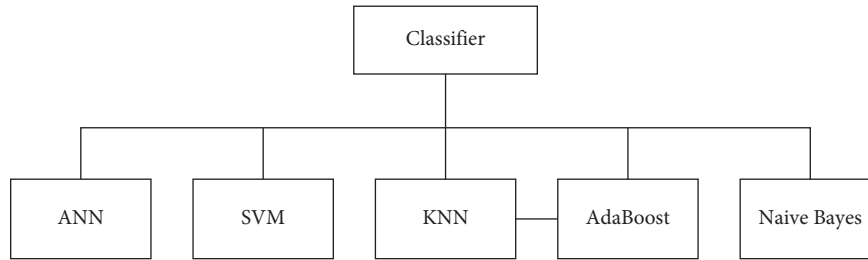 Classifier
ANN
SVM
KNN
AdaBoost
Naive Bayes